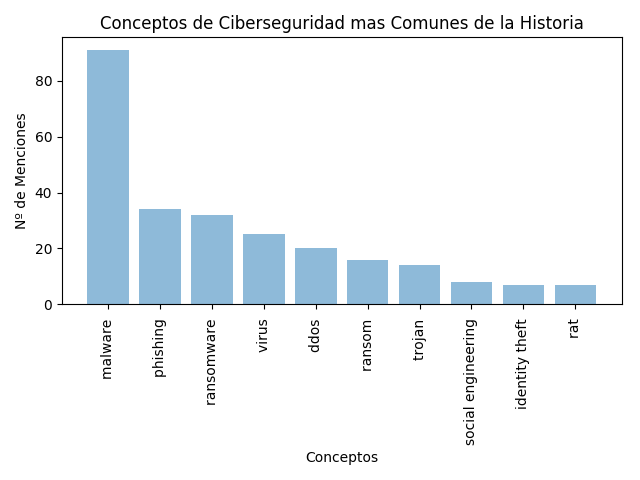 Conceptos de Ciberseguridad mas Comunes de la Historia
Nº de Menciones
80
60
40
20
0
malware
phishing
ransomware
virus
ddos
ransom
trojan
social engineering
identity theft
rat
Conceptos